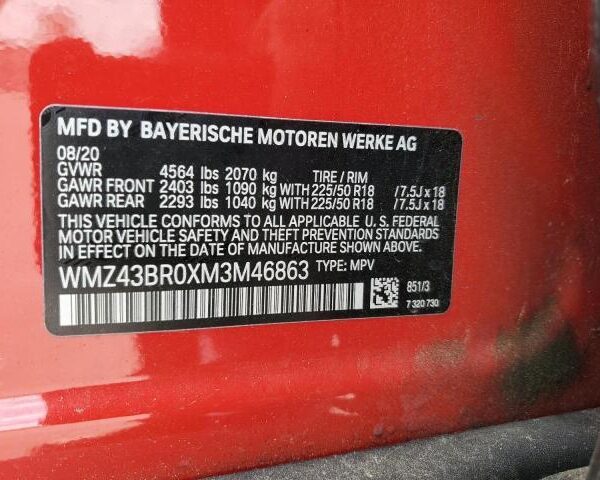 MFD BY BAYERISCHE MOTOREN WERKE AG
08/20
GVWR 4564 lbs 2070 kg TIRE / RIM
GAWR FRONT 2403 lbs 1090 kg WITH 225/50 R18 / 7.5J x 18
GAWR REAR 2293 lbs 1040 kg WITH 225/50 R18 / 7.5J x 18
THIS VEHICLE CONFORMS TO ALL APPLICABLE U. S. FEDERAL
MOTOR VEHICLE SAFETY AND THEFT PREVENTION STANDARDS
IN EFFECT ON THE DATE OF MANUFACTURE SHOWN ABOVE.
WMZ43BR0XM3M46863 TYPE: MPV
851/3
7 320 730